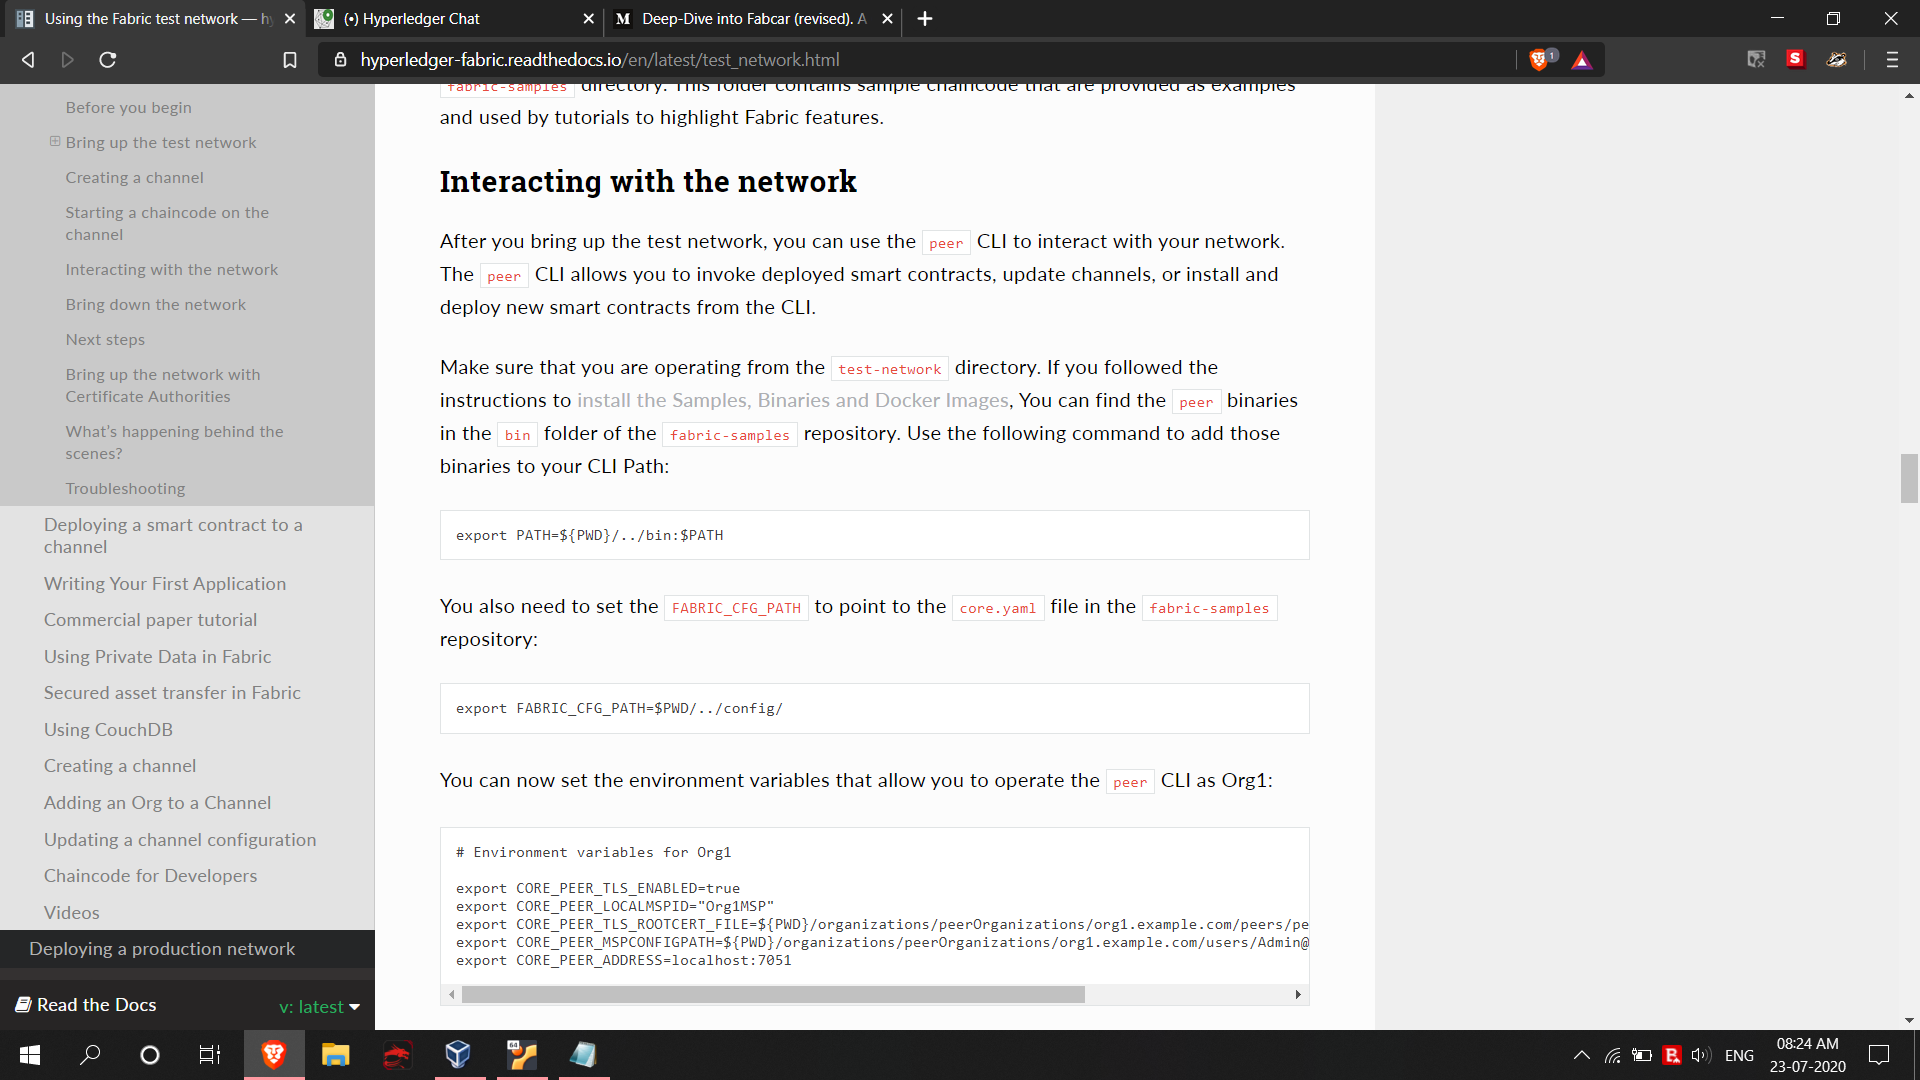 Using the Fabric test network — hy
(•) Hyperledger Chat
M Deep-Dive into Fabcar (revised). A
hyperledger-fabric.readthedocs.io/en/latest/test_network.html
1
S
Before you begin
Bring up the test network
Creating a channel
Starting a chaincode on the
channel
Interacting with the network
Bring down the network
Next steps
Bring up the network with
Certificate Authorities
What's happening behind the
scenes?
Troubleshooting
Deploying a smart contract to a
channel
Writing Your First Application
Commercial paper tutorial
Using Private Data in Fabric
Secured asset transfer in Fabric
Using CouchDB
Creating a channel
Adding an Org to a Channel
Updating a channel configuration
Chaincode for Developers
Videos
Deploying a production network
Read the Docs
v: latest
fabric-samples directory. This folder contains sample chaincode that are provided as examples
and used by tutorials to highlight Fabric features.
Interacting with the network
After you bring up the test network, you can use the peer CLI to interact with your network.
The peer CLI allows you to invoke deployed smart contracts, update channels, or install and
deploy new smart contracts from the CLI.
Make sure that you are operating from the test-network directory. If you followed the
instructions to install the Samples, Binaries and Docker Images, You can find the peer binaries
in the bin folder of the fabric-samples repository. Use the following command to add those
binaries to your CLI Path:
export PATH=${PWD}/../bin:$PATH
You also need to set the FABRIC_CFG_PATH to point to the core.yaml file in the fabric-samples
repository:
export FABRIC_CFG_PATH=$PWD/../config/
You can now set the environment variables that allow you to operate the peer CLI as Org1:
# Environment variables for Org1
export CORE_PEER_TLS_ENABLED=true
export CORE_PEER_LOCALMSPID="Org1MSP"
export CORE_PEER_TLS_ROOTCERT_FILE=${PWD}/organizations/peerOrganizations/org1.example.com/peers/pe
export CORE_PEER_MSPCONFIGPATH=${PWD}/organizations/peerOrganizations/org1.example.com/users/Admin@
export CORE_PEER_ADDRESS=localhost:7051
64
R
ENG
08:24 AM
23-07-2020